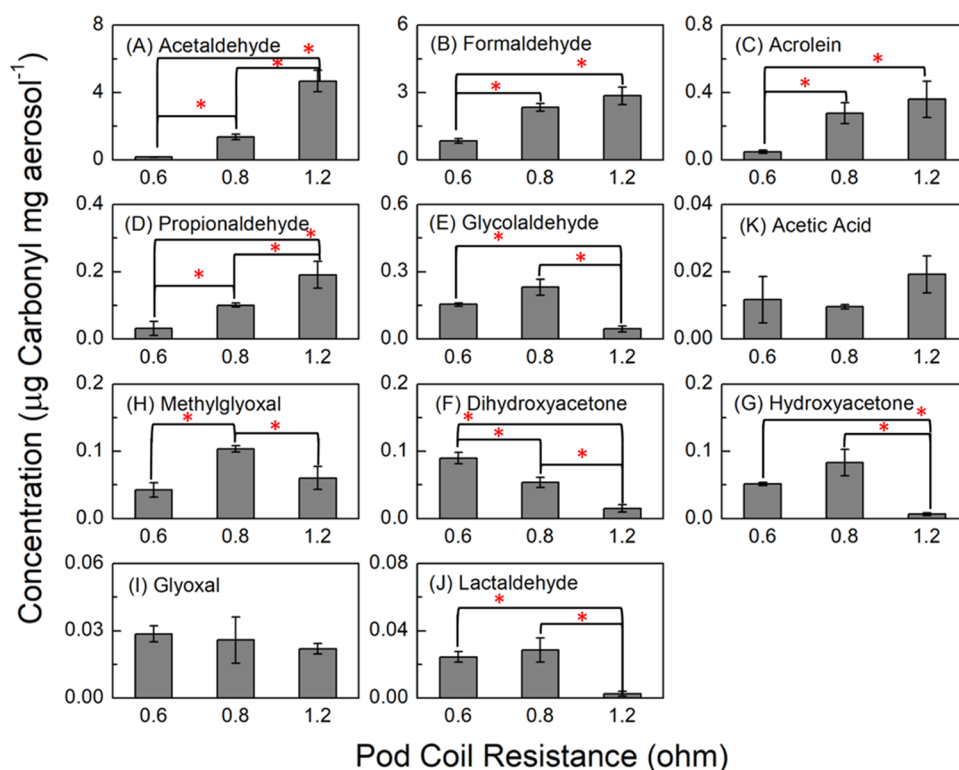 Concentration (µg Carbonyl mg aerosol⁻¹)
(A) Acetaldehyde
*
*
*
8
4
0
0.6 0.8 1.2
(B) Formaldehyde
*
*
6
3
0
0.6 0.8 1.2
(C) Acrolein
*
*
0.8
0.4
0.0
0.6 0.8 1.2
(D) Propionaldehyde
*
*
*
0.4
0.2
0.0
0.6 0.8 1.2
(E) Glycolaldehyde
*
*
0.6
0.3
0.0
0.6 0.8 1.2
(K) Acetic Acid
0.04
0.02
0.00
0.6 0.8 1.2
(H) Methylglyoxal
*
*
0.2
0.1
0.0
0.6 0.8 1.2
(F) Dihydroxyacetone
*
*
*
0.2
0.1
0.0
0.6 0.8 1.2
(G) Hydroxyacetone
*
*
0.2
0.1
0.0
0.6 0.8 1.2
(I) Glyoxal
0.06
0.03
0.00
0.6 0.8 1.2
(J) Lactaldehyde
*
*
0.08
0.04
0.00
0.6 0.8 1.2
Pod Coil Resistance (ohm)